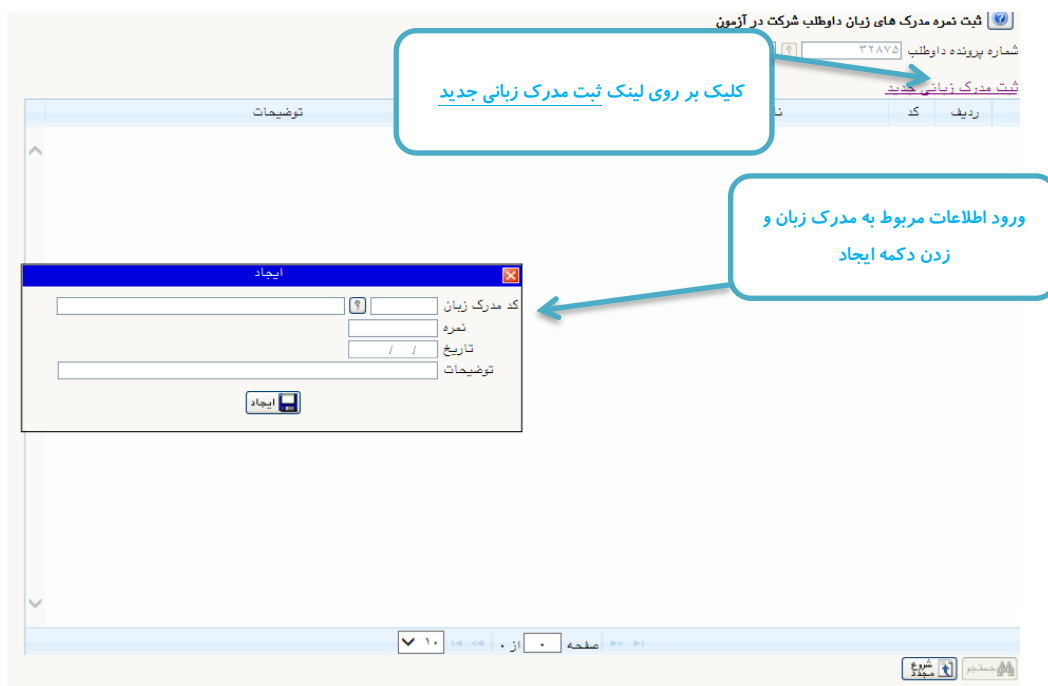 ثبت نمره مدرک های زبان داوطلب شرکت در آزمون
شماره پرونده داوطلب ۳۲۸۷۵
ثبت مدرک زبانی جدید
ردیف کد توضیحات
کلیک بر روی لینک ثبت مدرک زبانی جدید
ورود اطلاعات مربوط به مدرک زبان و
زدن دکمه ایجاد
ایجاد
کد مدرک زبان
نمره
تاریخ / /
توضیحات
ایجاد
صفحه ۰ از ۰ ۱۰
جستجو شروع مجدد